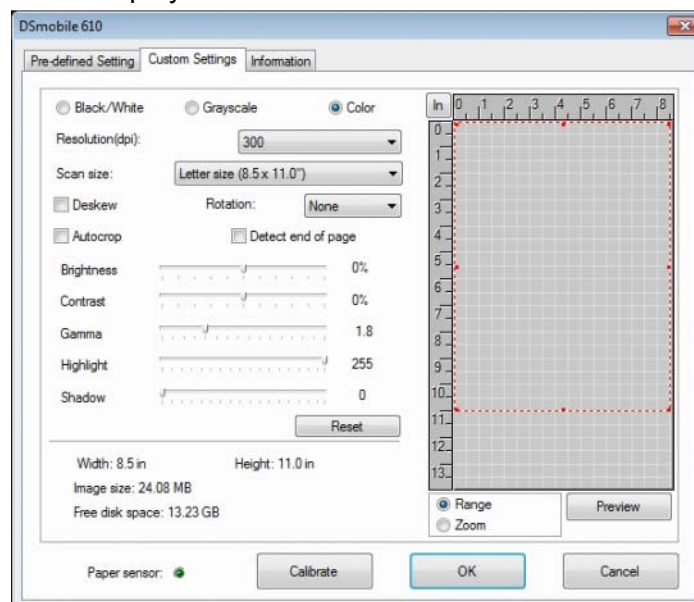 DSmobile 610
Pre-defined Setting Custom Settings Information
Black/White Grayscale Color
Resolution(dpi): 300
Scan size: Letter size (8.5 x 11.0")
Deskew Rotation: None
Autocrop Detect end of page
Brightness 0%
Contrast 0%
Gamma 1.8
Highlight 255
Shadow 0
Reset
Width: 8.5 in Height: 11.0 in
Image size: 24.08 MB
Free disk space: 13.23 GB
In 0 1 2 3 4 5 6 7 8
0
1
2
3
4
5
6
7
8
9
10
11
12
13
Range
Zoom
Preview
Paper sensor: Calibrate OK Cancel